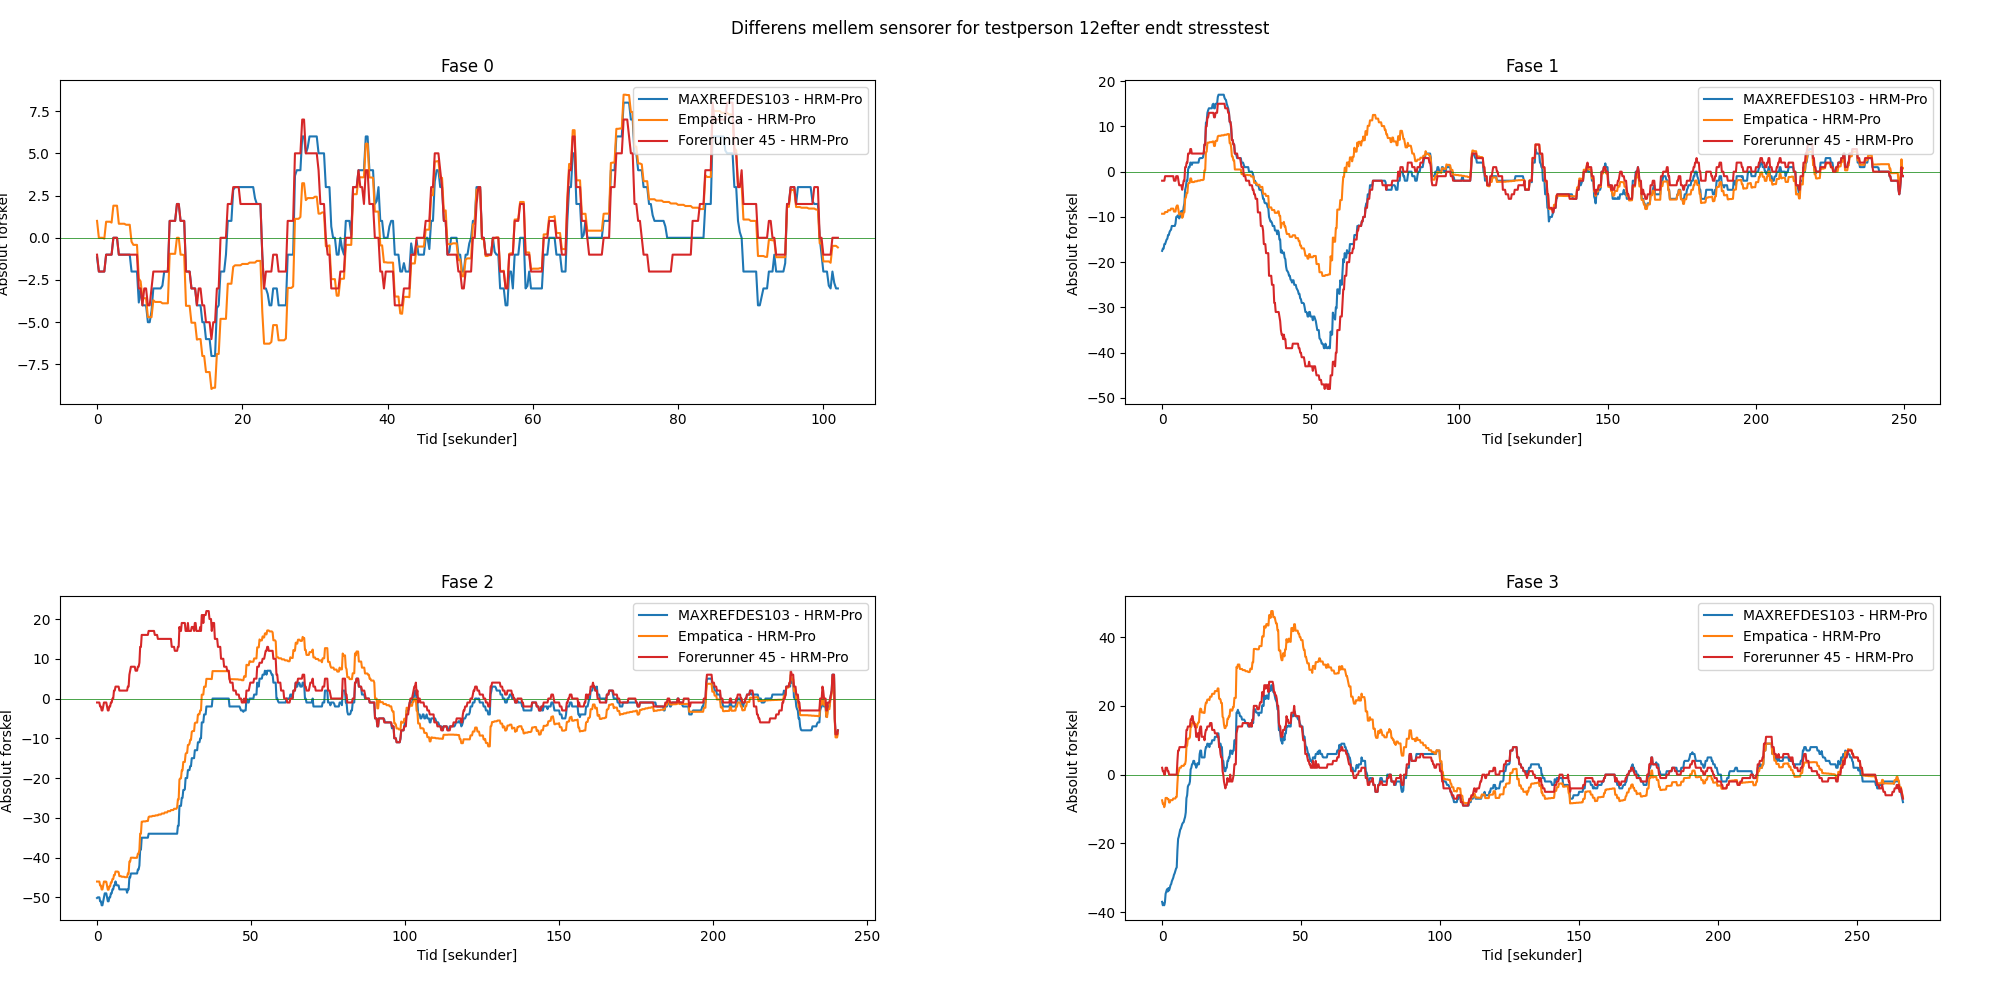 Differens mellem sensorer for testperson 12efter endt stresstest
Fase 0
MAXREFDES103 - HRM-Pro
Empatica - HRM-Pro
Forerunner 45 - HRM-Pro
Absolut forskel
7.5
5.0
2.5
0.0
−2.5
−5.0
−7.5
0 20 40 60 80 100
Tid [sekunder]
Fase 1
MAXREFDES103 - HRM-Pro
Empatica - HRM-Pro
Forerunner 45 - HRM-Pro
Absolut forskel
20
10
0
−10
−20
−30
−40
−50
0 50 100 150 200 250
Tid [sekunder]
Fase 2
MAXREFDES103 - HRM-Pro
Empatica - HRM-Pro
Forerunner 45 - HRM-Pro
Absolut forskel
20
10
0
−10
−20
−30
−40
−50
0 50 100 150 200 250
Tid [sekunder]
Fase 3
MAXREFDES103 - HRM-Pro
Empatica - HRM-Pro
Forerunner 45 - HRM-Pro
Absolut forskel
40
20
0
−20
−40
0 50 100 150 200 250
Tid [sekunder]